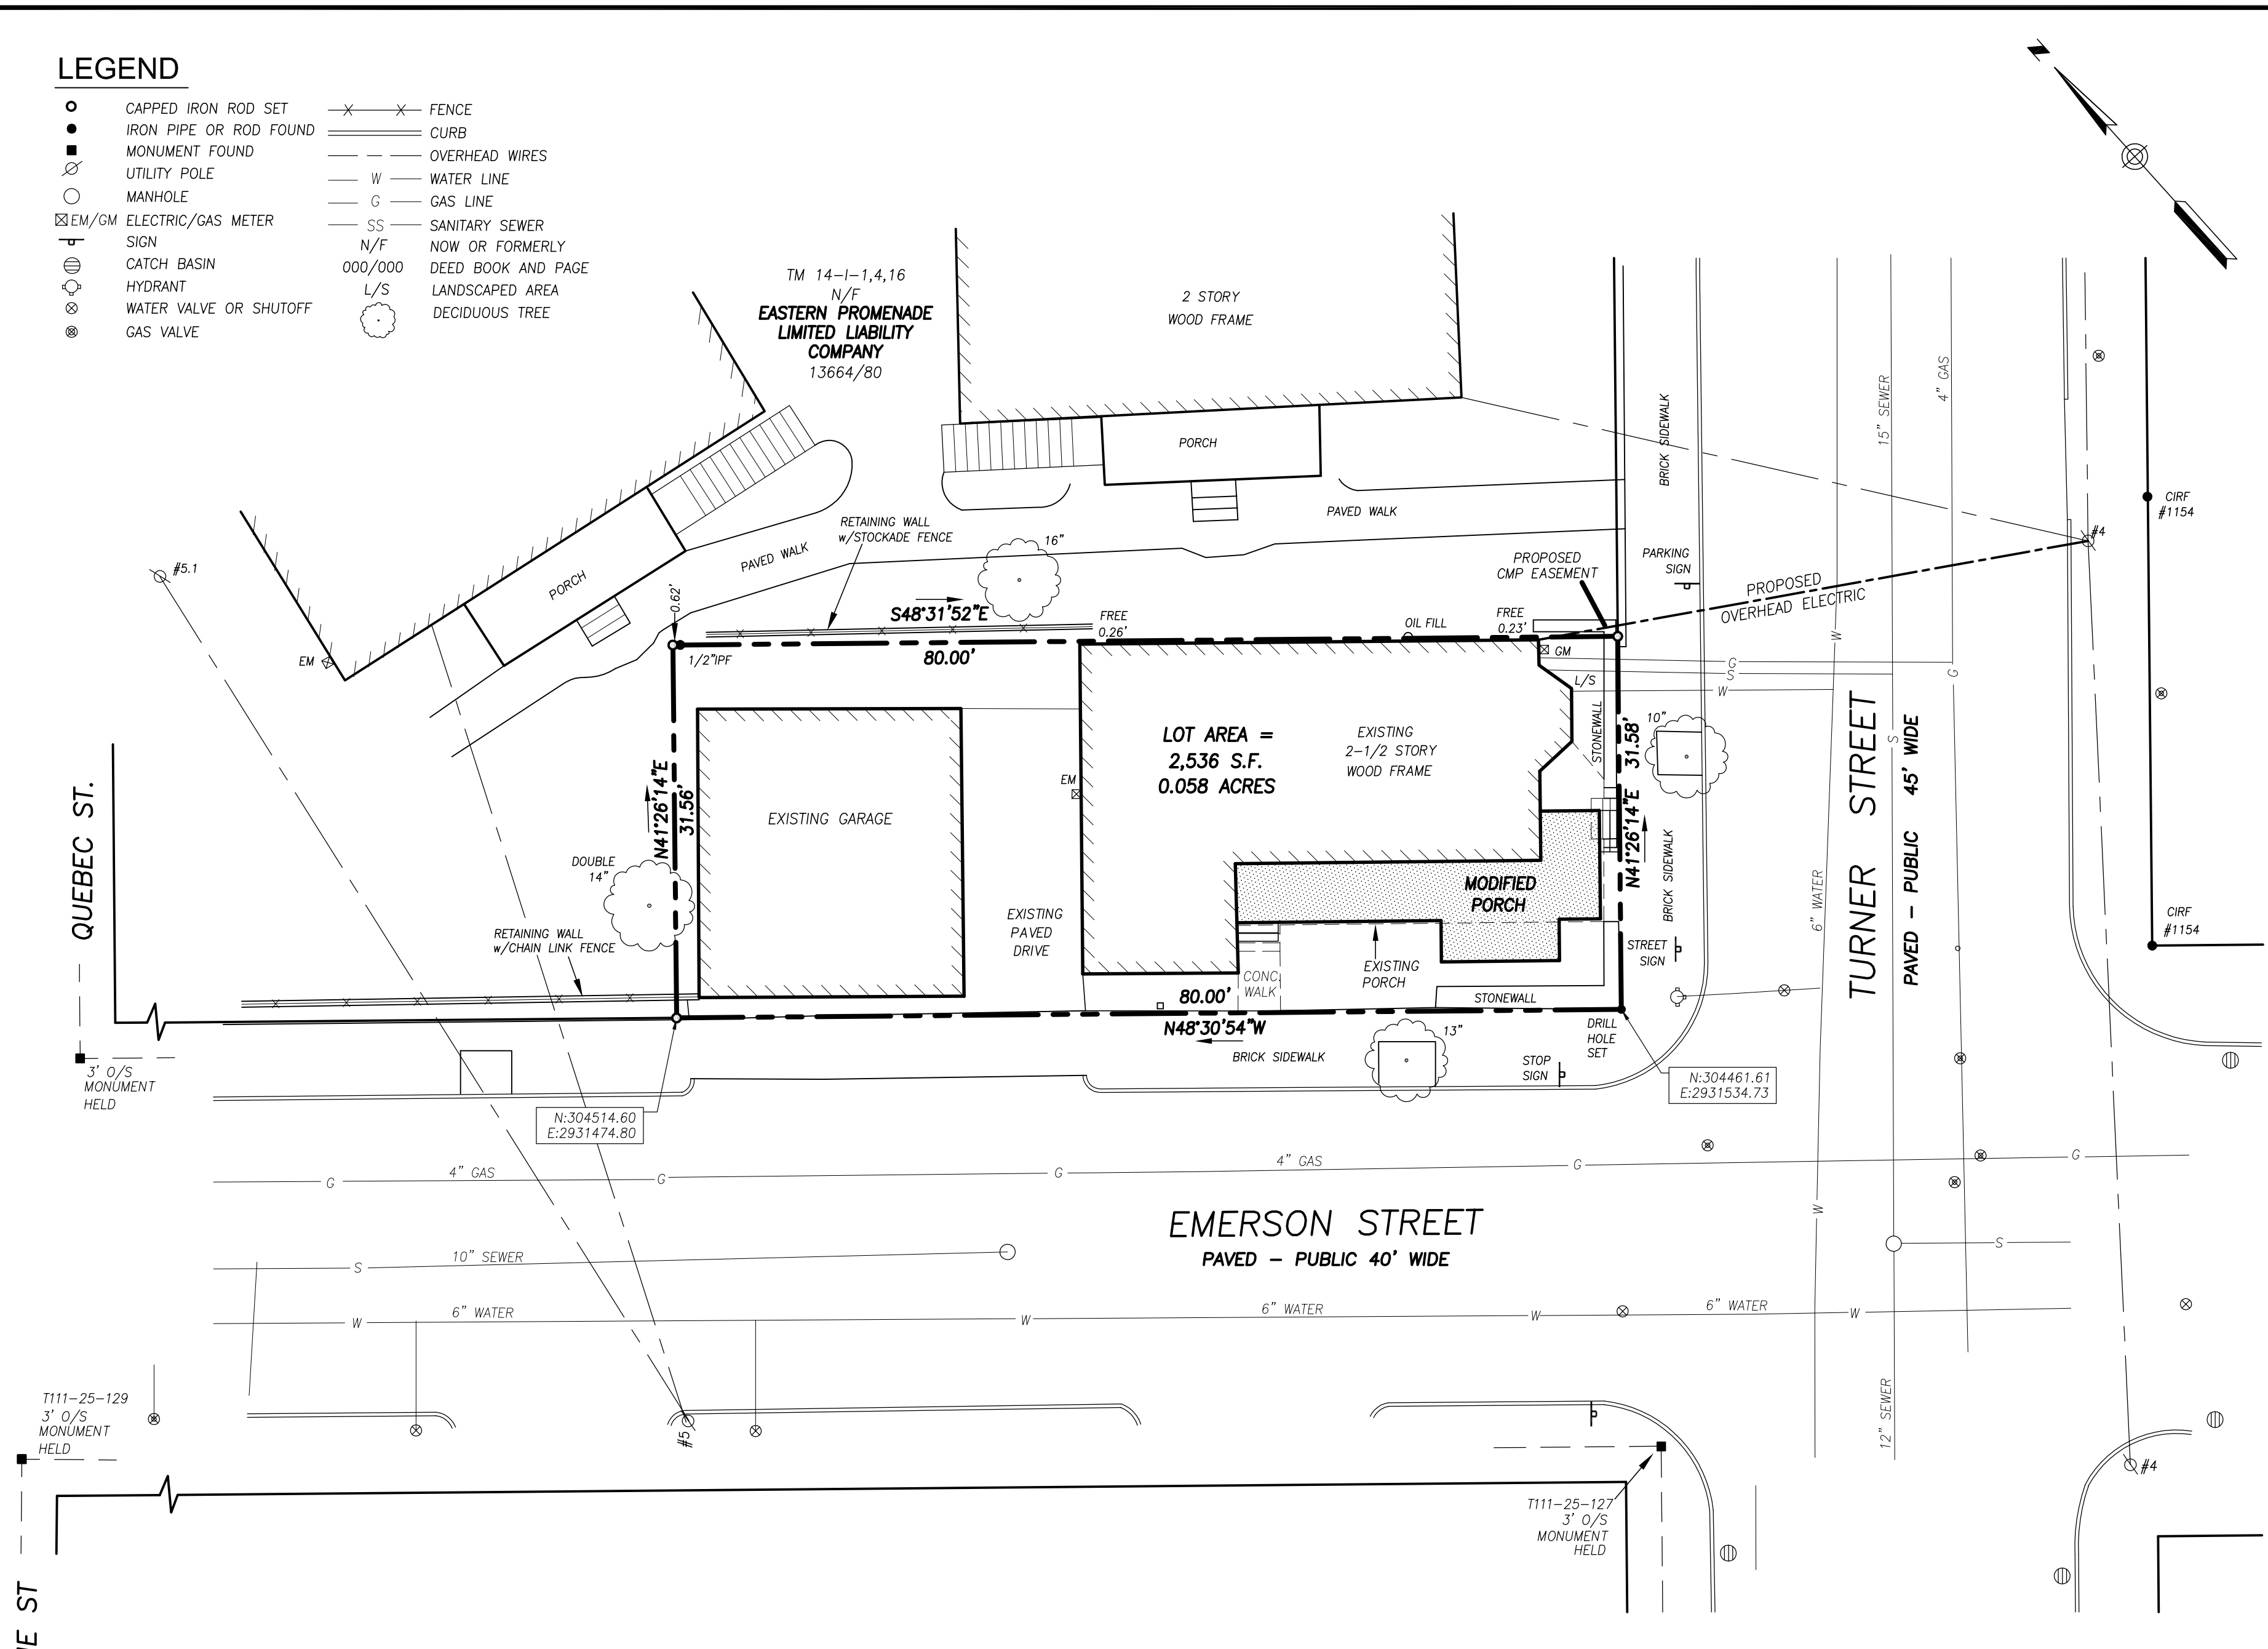 LEGEND
CAPPED IRON ROD SET
IRON PIPE OR ROD FOUND
MONUMENT FOUND
UTILITY POLE
MANHOLE
EM/GM ELECTRIC/GAS METER
SIGN
CATCH BASIN
HYDRANT
WATER VALVE OR SHUTOFF
GAS VALVE
X X FENCE
CURB
OVERHEAD WIRES
W WATER LINE
G GAS LINE
SS SANITARY SEWER
N/F NOW OR FORMERLY
000/000 DEED BOOK AND PAGE
L/S LANDSCAPED AREA
DECIDUOUS TREE
N
TM 14-I-1,4,16
N/F
EASTERN PROMENADE
LIMITED LIABILITY
COMPANY
13664/80
2 STORY
WOOD FRAME
PORCH
PAVED WALK
BRICK SIDEWALK
15" SEWER
4" GAS
CIRF
#1154
#4
RETAINING WALL
w/STOCKADE FENCE
16"
PAVED WALK
PORCH
#5.1
EM
0.62'
PROPOSED
CMP EASEMENT
PARKING
SIGN
PROPOSED
OVERHEAD ELECTRIC
S48°31'52"E
80.00'
1/2"IPF
FREE
0.26'
OIL FILL
FREE
0.23'
GM
L/S
G
S
W
W
G
S
STONEWALL
31.58'
N41°26'14"E
10"
LOT AREA =
2,536 S.F.
0.058 ACRES
EXISTING
2-1/2 STORY
WOOD FRAME
EM
EXISTING GARAGE
N41°26'14"E
31.56'
DOUBLE
14"
RETAINING WALL
w/CHAIN LINK FENCE
EXISTING
PAVED
DRIVE
MODIFIED
PORCH
EXISTING
PORCH
CONC.
WALK
STONEWALL
80.00'
N48°30'54"W
BRICK SIDEWALK
BRICK SIDEWALK
STREET
SIGN
DRILL
HOLE
SET
13"
STOP
SIGN
6" WATER
TURNER STREET
PAVED - PUBLIC 45' WIDE
CIRF
#1154
QUEBEC ST.
3' O/S
MONUMENT
HELD
N:304514.60
E:2931474.80
N:304461.61
E:2931534.73
G
4" GAS
G
G
4" GAS
G
G
EMERSON STREET
PAVED - PUBLIC 40' WIDE
W
S
10" SEWER
S
W
6" WATER
W
6" WATER
W
6" WATER
W
12" SEWER
T111-25-129
3' O/S
MONUMENT
HELD
#5
#4
T111-25-127
3' O/S
MONUMENT
HELD
ST